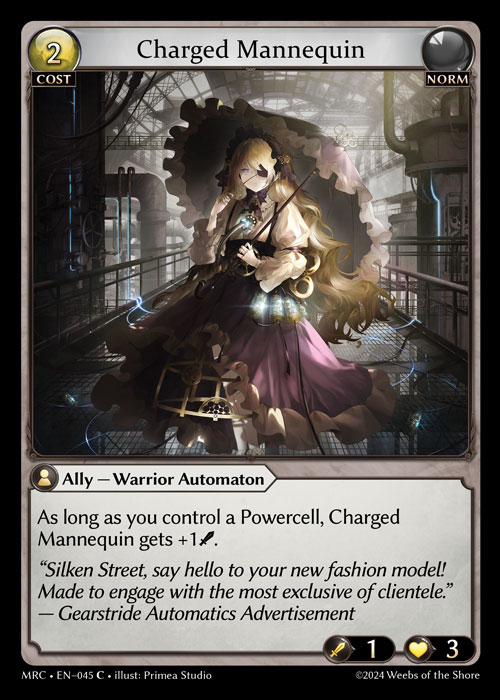 2
COST
Charged Mannequin
NORM
Ally — Warrior Automaton
As long as you control a Powercell, Charged
Mannequin gets +1.
“Silken Street, say hello to your new fashion model!
Made to engage with the most exclusive of clientele.”
— Gearstride Automatics Advertisement
1
3
MRC • EN–045 C • illust: Primea Studio
©2024 Weebs of the Shore